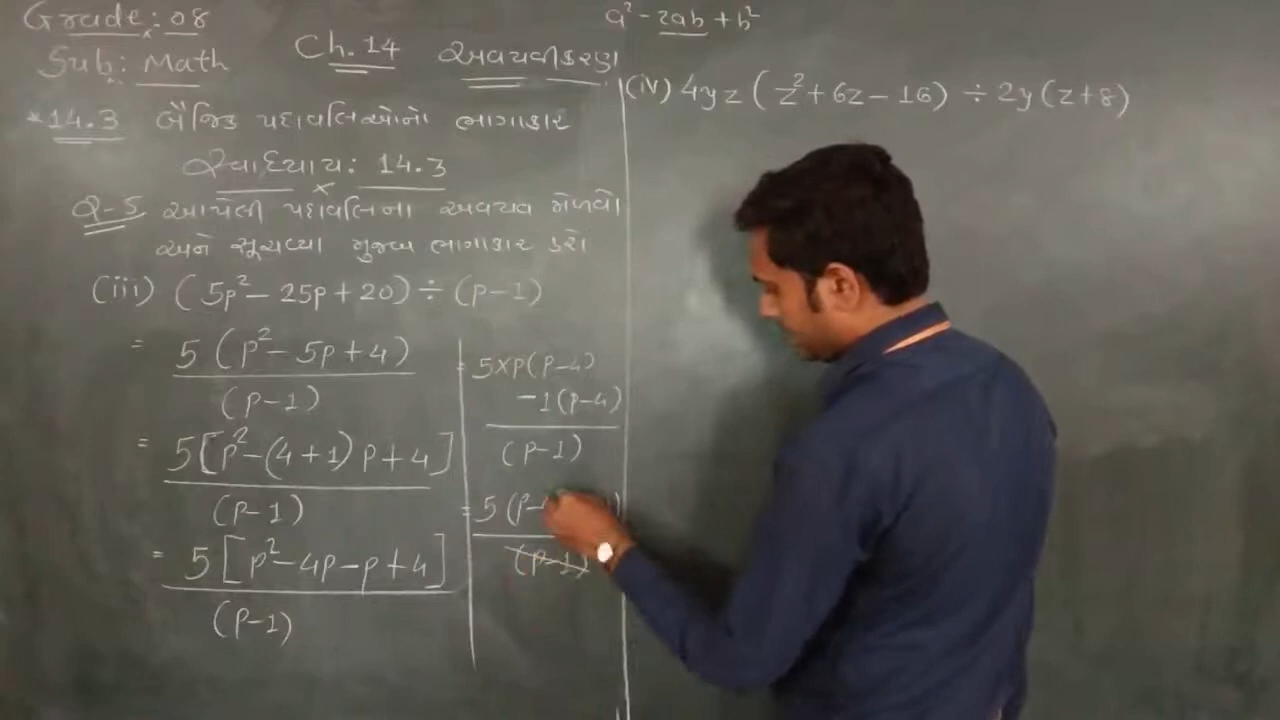 Grade: 08
Sub: Math
Ch. 14 અવયવીકરણ
*14.3 બૈજિક પદાવલિઓનો ભાગાકાર
સ્વાધ્યાય: 14.3
Q-5 આપેલી પદાવલિના અવયવ મેળવો
અને સૂચવ્યા મુજબ ભાગાકાર કરો
(iii) (5p² - 25p + 20) ÷ (p-1)
= 5 (p² - 5p + 4)
(p-1)
= 5[p² - (4+1) p + 4]
(p-1)
= 5 [p² - 4p - p + 4]
(p-1)
= 5×p(p-4)
-1(p-4)
(p-1)
= 5 (p-
(p-1)
a² - 2ab + b²
(iv) 4yz (z² + 6z - 16) ÷ 2y (z+8)